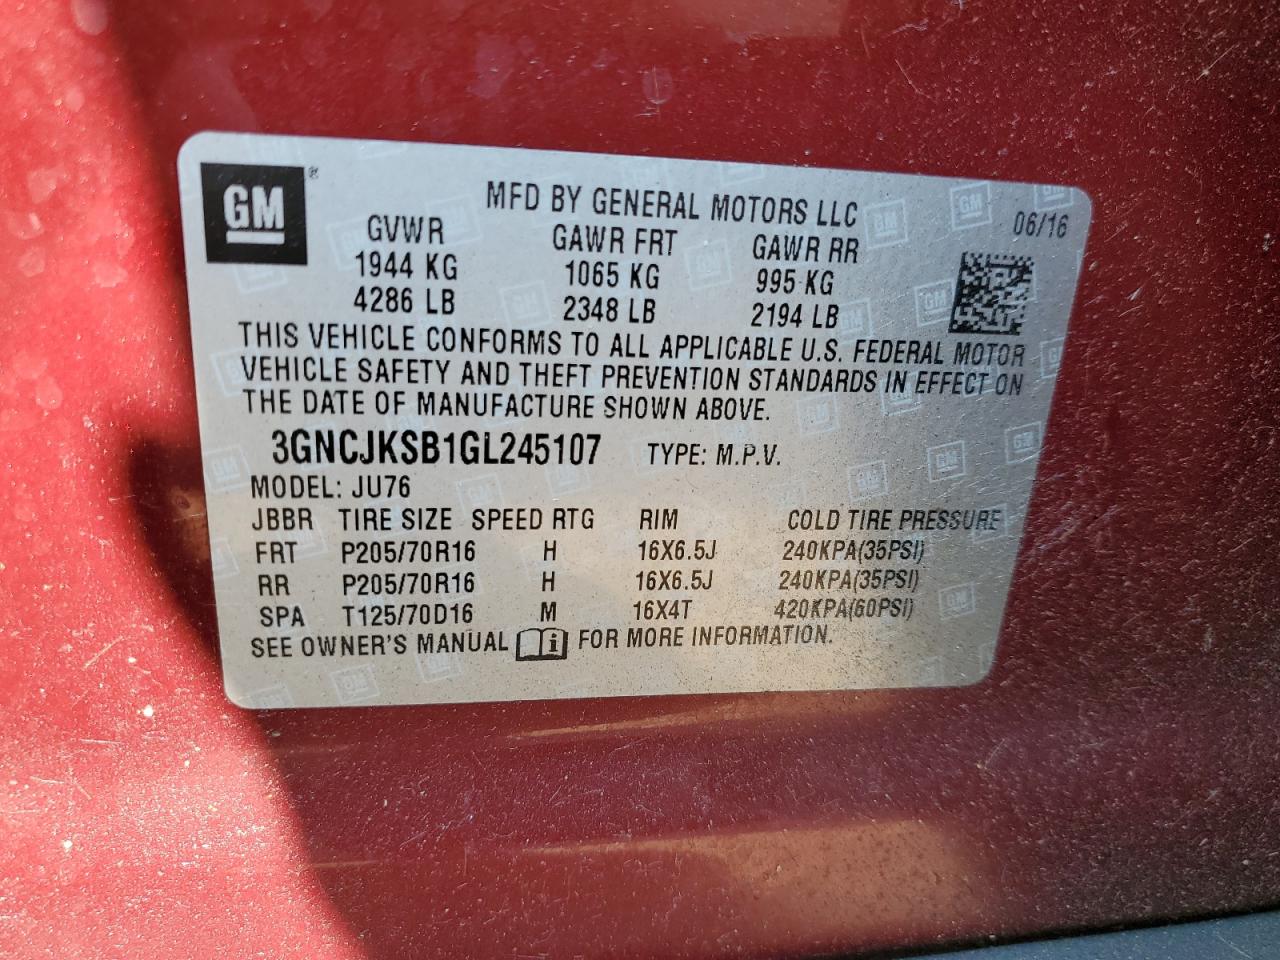 GM ®
MFD BY GENERAL MOTORS LLC
06/16
GVWR GAWR FRT GAWR RR
1944 KG 1065 KG 995 KG
4286 LB 2348 LB 2194 LB
THIS VEHICLE CONFORMS TO ALL APPLICABLE U.S. FEDERAL MOTOR
VEHICLE SAFETY AND THEFT PREVENTION STANDARDS IN EFFECT ON
THE DATE OF MANUFACTURE SHOWN ABOVE.
3GNCJKSB1GL245107 TYPE: M.P.V.
MODEL: JU76
JBBR TIRE SIZE SPEED RTG RIM COLD TIRE PRESSURE
FRT P205/70R16 H 16X6.5J 240KPA(35PSI)
RR P205/70R16 H 16X6.5J 240KPA(35PSI)
SPA T125/70D16 M 16X4T 420KPA(60PSI)
SEE OWNER'S MANUAL i FOR MORE INFORMATION.